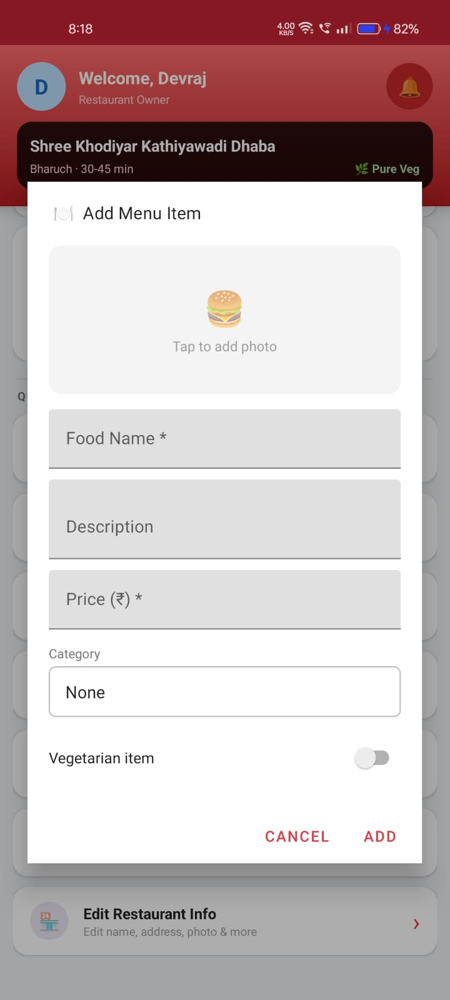 8:18
4.00
KB/S
82%
D
Welcome, Devraj
Restaurant Owner
Shree Khodiyar Kathiyawadi Dhaba
Bharuch · 30-45 min
🌿 Pure Veg
🍽️ Add Menu Item
Tap to add photo
Q
Food Name *
Description
Price (₹) *
Category
None
Vegetarian item
CANCEL
ADD
24
Edit Restaurant Info
Edit name, address, photo & more
›